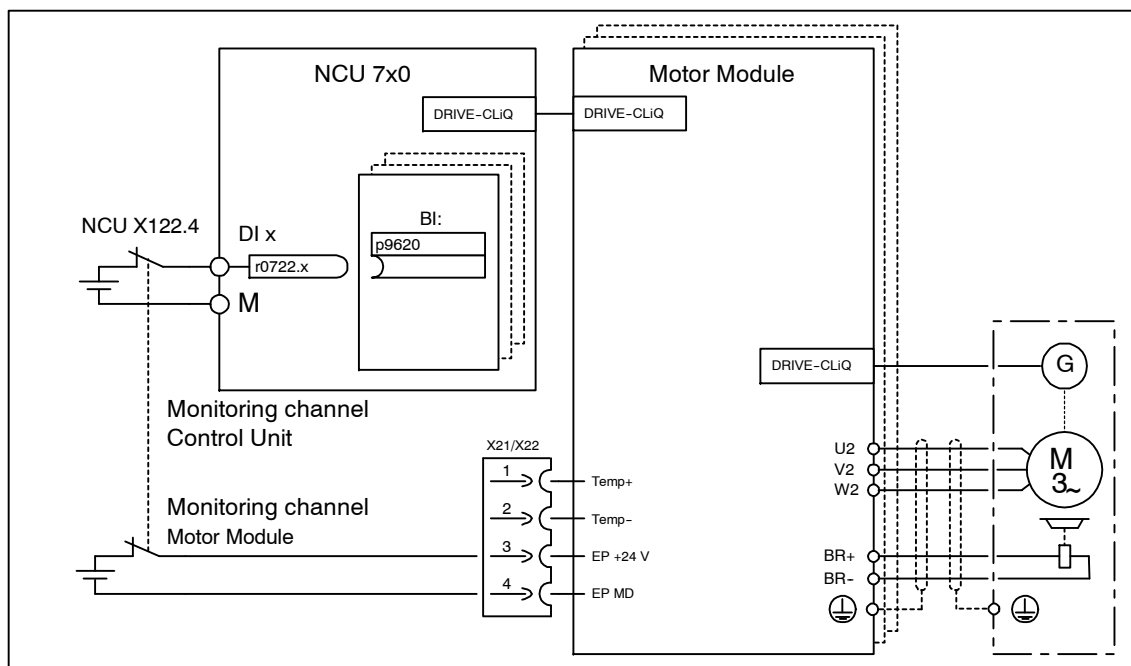 NCU 7x0
Motor Module
DRIVE-CLiQ
DRIVE-CLiQ
NCU X122.4
DI x
BI:
p9620
r0722.x
M
Monitoring channel
Control Unit
DRIVE-CLiQ
G
X21/X22
1
Temp+
2
Temp-
3
EP +24 V
4
EP MD
Monitoring channel
Motor Module
U2
V2
W2
M
3~
BR+
BR-